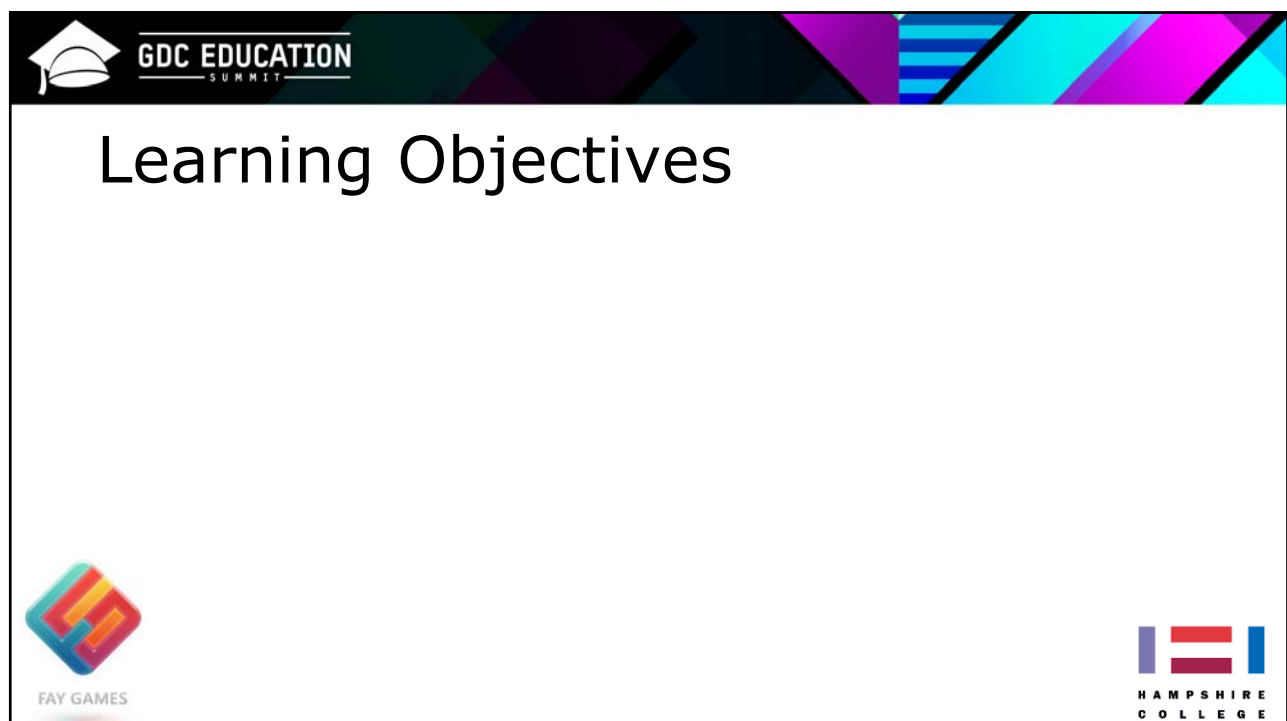 GDC EDUCATION
SUMMIT
Learning Objectives
FAY GAMES
HAMPSHIRE
COLLEGE